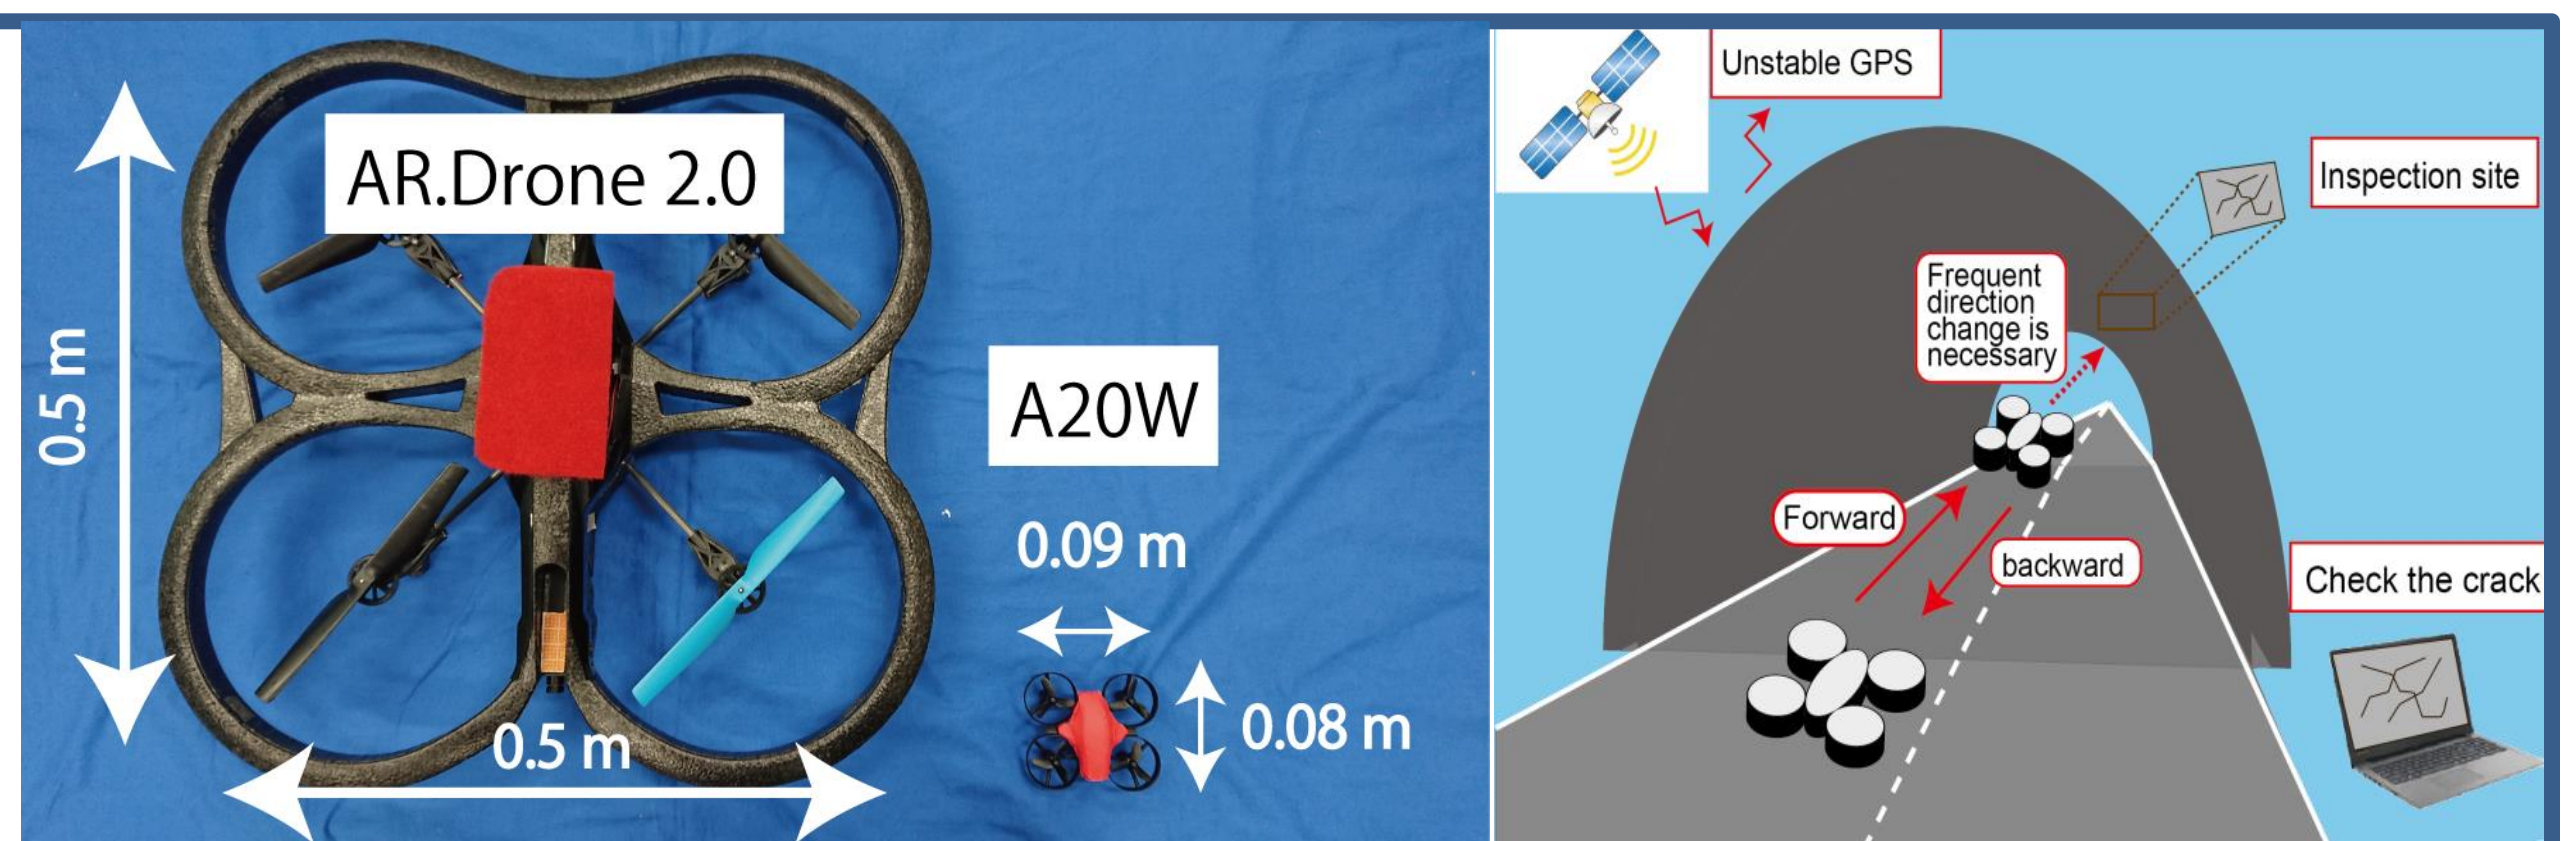 AR.Drone 2.0
0.5 m
0.5 m
A20W
0.09 m
0.08 m
Unstable GPS
Inspection site
Frequent
direction
change is
necessary
Forward
backward
Check the crack